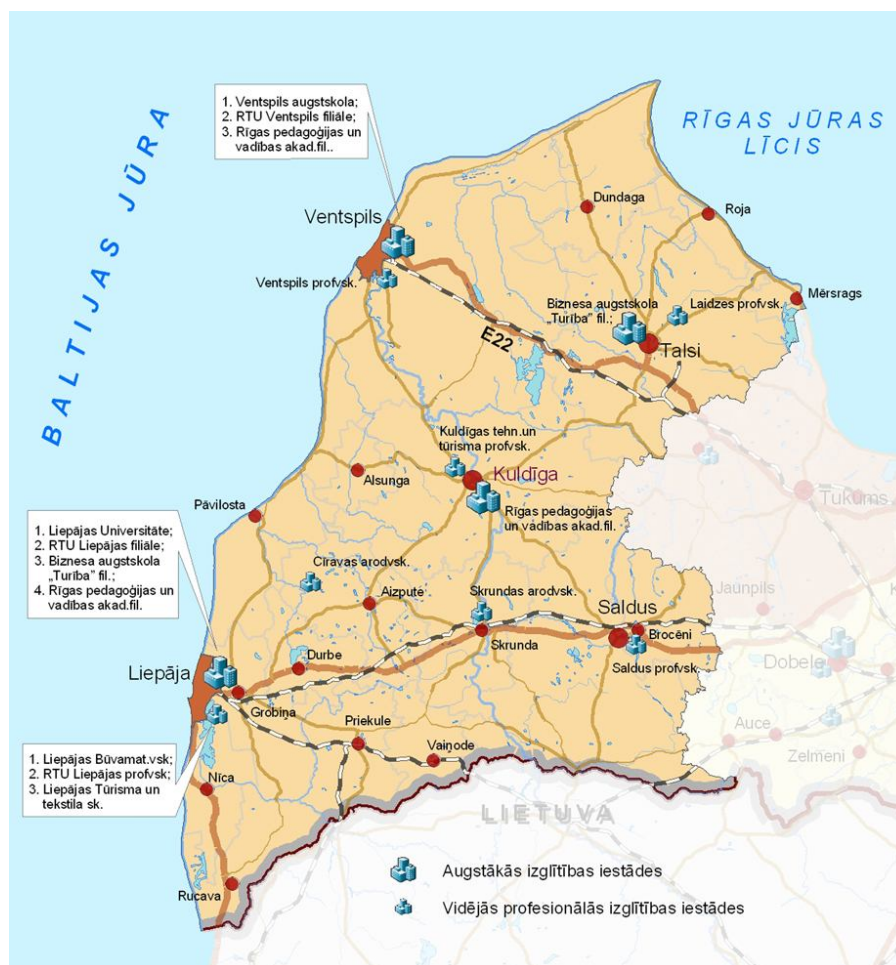 1. Ventspils augstskola;
2. RTU Ventspils filiāle;
3. Rīgas pedagoģijas un
vadības akad.fil..
BALTIJAS JŪRA
RĪGAS JŪRAS
LĪCIS
Dundaga
Roja
Ventspils
Ventspils profvsk.
Mērsrags
Biznesa augstskola
„Turība” fil.;
Laidzes profvsk.
Talsi
E22
Kuldīgas tehn.un
tūrisma profvsk.
Alsunga
Kuldīga
Tukums
Pāvilosta
Rīgas pedagoģijas
un vadības akad.fil.
1. Liepājas Universitāte;
2. RTU Liepājas filiāle;
3. Biznesa augstskola
„Turība” fil.;
4. Rīgas pedagoģijas un
vadības akad.fil.
Cīravas arodvsk.
Aizpute
Skrundas arodvsk.
Jaunpils
Saldus
Brocēni
Skrunda
Saldus profvsk.
Durbe
Dobele
Liepāja
Grobiņa
Priekule
Vaiņode
Auce
Zelmeņi
1. Liepājas Būvamat.vsk;
2. RTU Liepājas profvsk;
3. Liepājas Tūrisma un
tekstila sk.
Nīca
LIETUVA
Rucava
Augstākās izglītības iestādes
Vidējās profesionālās izglītības iestādes